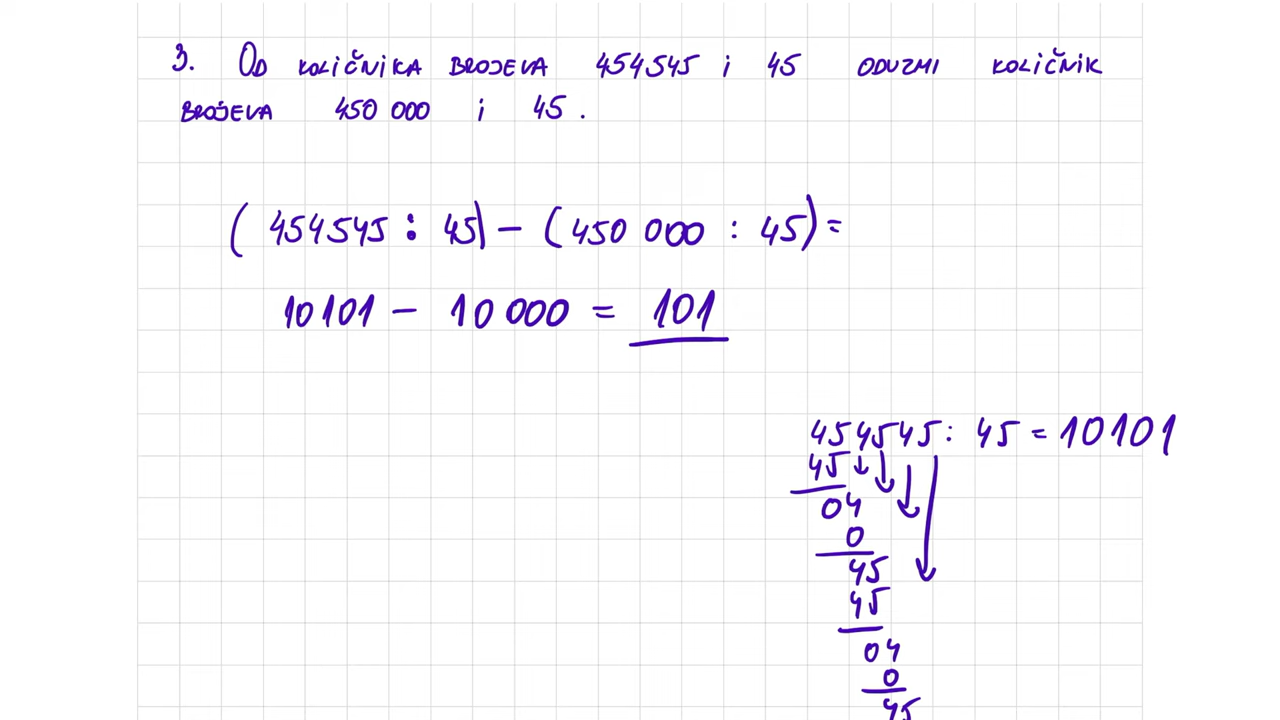 3. OD KOLIČNIKA BROJEVA 454545 i 45 ODUZMI KOLIČNIK
BROJEVA 450 000 i 45.
(454545 : 45) - (450 000 : 45) =
10101 - 10 000 = 101
454545 : 45 = 10101
45
04
0
45
45
04
0
45